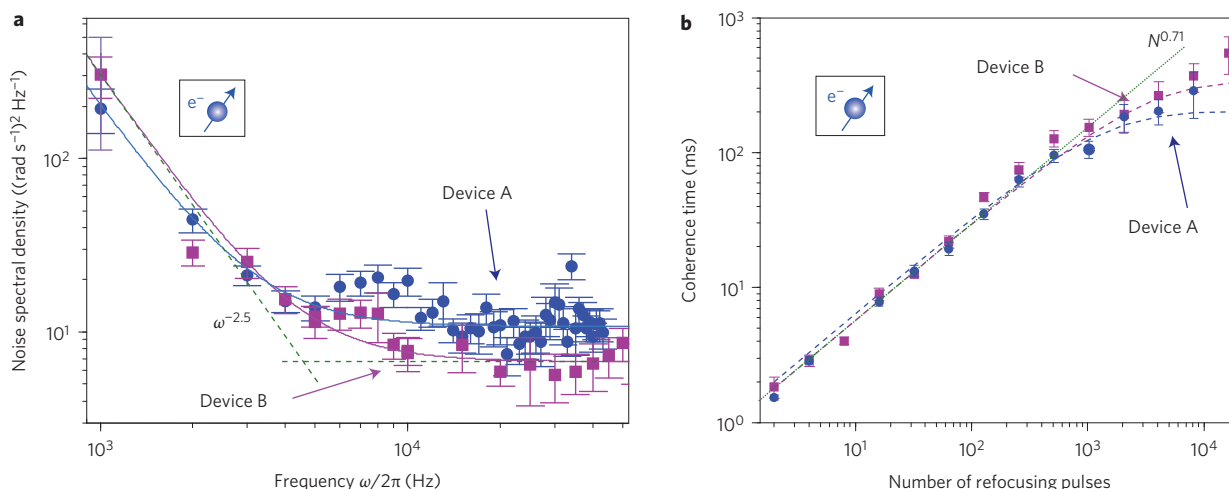 a
Noise spectral density ((rad s⁻¹)² Hz⁻¹)
10²
10¹
e⁻
Device A
ω⁻²·⁵
Device B
10³
10⁴
Frequency ω/2π (Hz)
b
Coherence time (ms)
10³
10²
10¹
10⁰
e⁻
N⁰·⁷¹
Device B
Device A
10¹
10²
10³
10⁴
Number of refocusing pulses